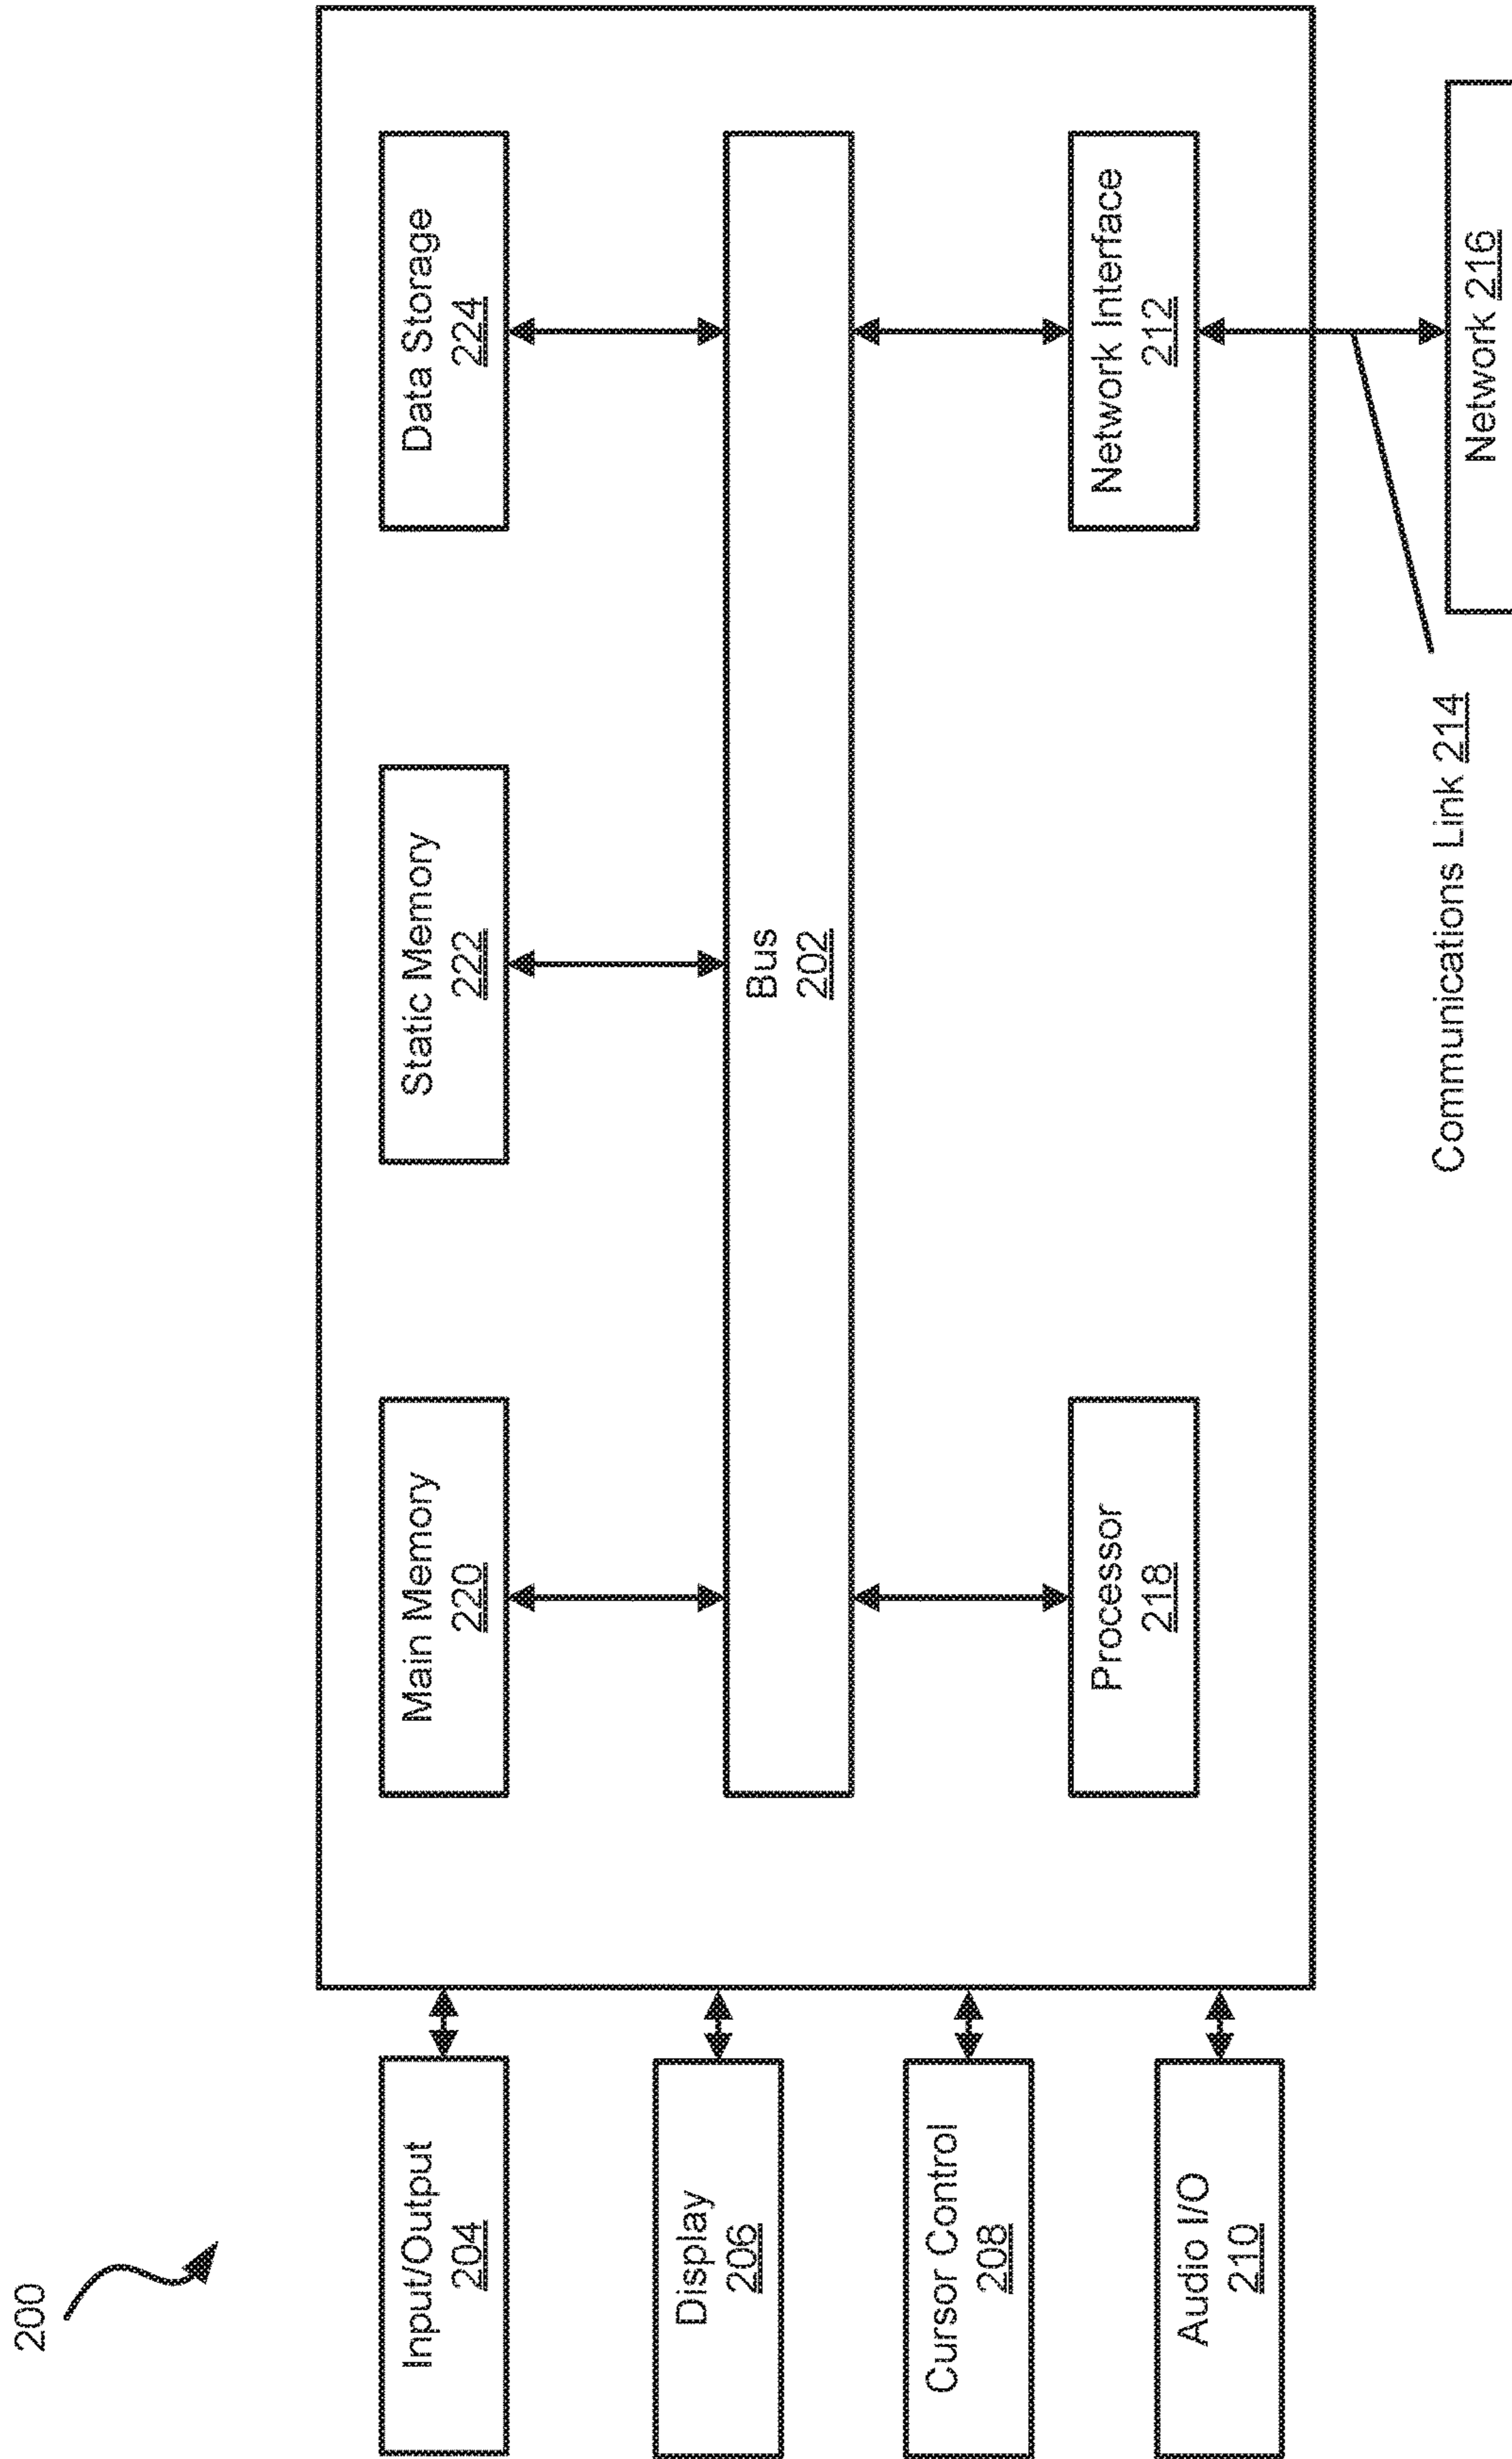 200
Input/Output
204
Display
206
Cursor Control
208
Audio I/O
210
Main Memory
220
Static Memory
222
Data Storage
224
Bus
202
Processor
218
Network Interface
212
Communications Link 214
Network 216